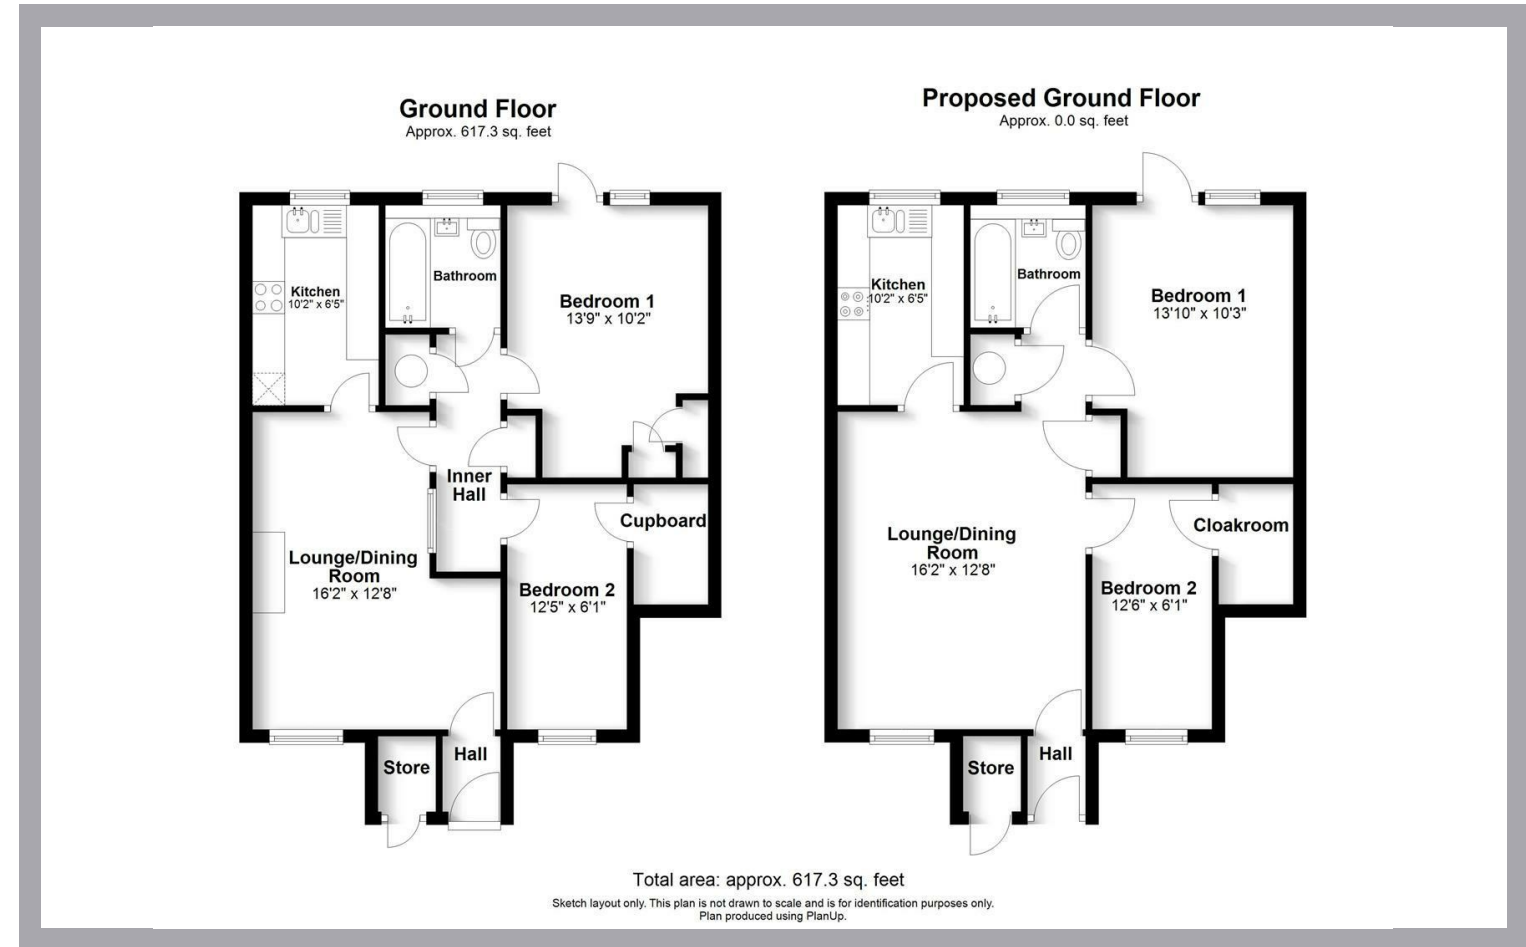 Ground Floor
Approx. 617.3 sq. feet
Kitchen
10'2" x 6'5"
Bathroom
Bedroom 1
13'9" x 10'2"
Inner
Hall
Cupboard
Lounge/Dining
Room
16'2" x 12'8"
Bedroom 2
12'5" x 6'1"
Store
Hall
Proposed Ground Floor
Approx. 0.0 sq. feet
Kitchen
10'2" x 6'5"
Bathroom
Bedroom 1
13'10" x 10'3"
Lounge/Dining
Room
16'2" x 12'8"
Cloakroom
Bedroom 2
12'6" x 6'1"
Store
Hall
Total area: approx. 617.3 sq. feet
Sketch layout only. This plan is not drawn to scale and is for identification purposes only.
Plan produced using PlanUp.